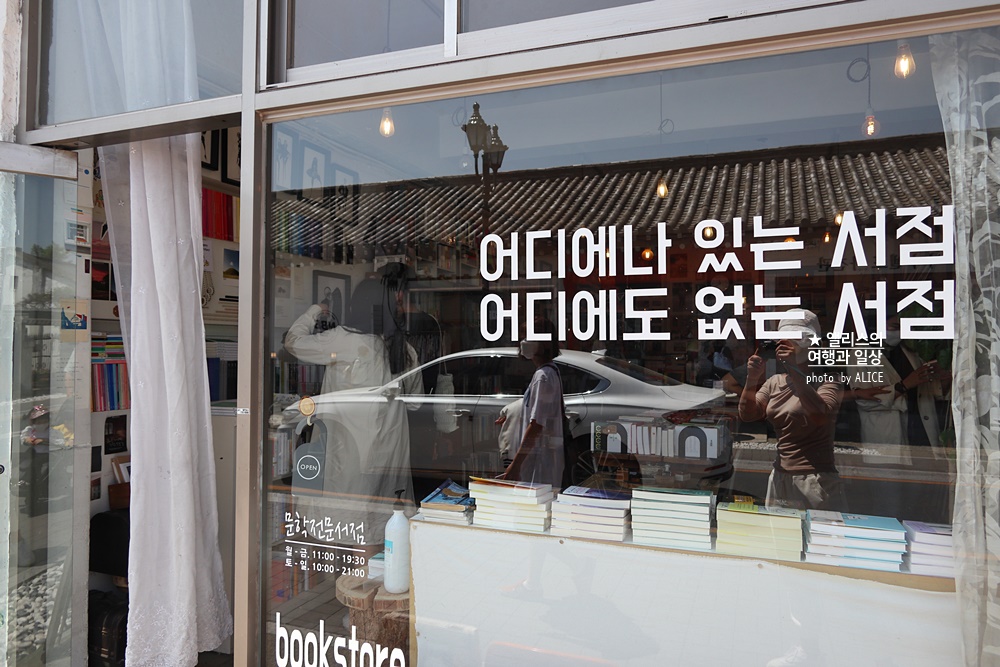 어디에나 있는 서점
어디에도 없는 서점
★ 앨리스의
여행과 일상
photo by ALICE
OPEN
문학전문서점
월 - 금, 11:00 - 19:30
토 - 일, 10:00 - 21:00
bookstore